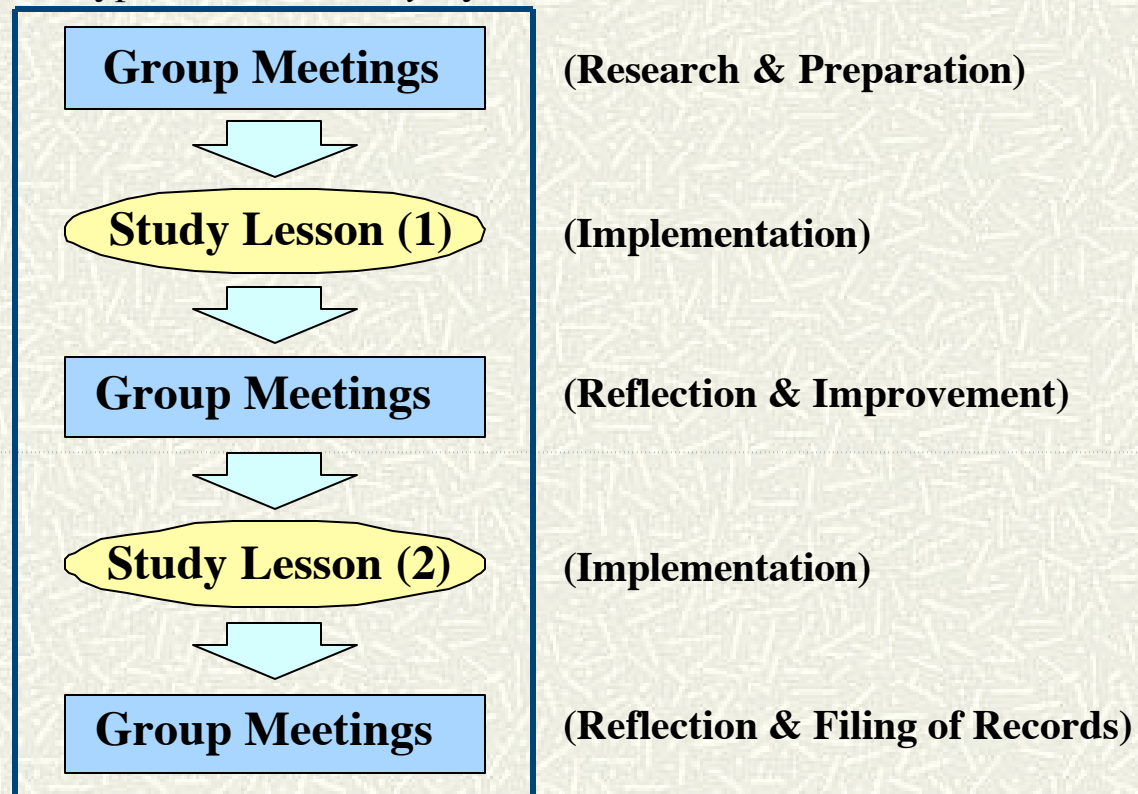 Group Meetings (Research & Preparation)
Study Lesson (1) (Implementation)
Group Meetings (Reflection & Improvement)
Study Lesson (2) (Implementation)
Group Meetings (Reflection & Filing of Records)